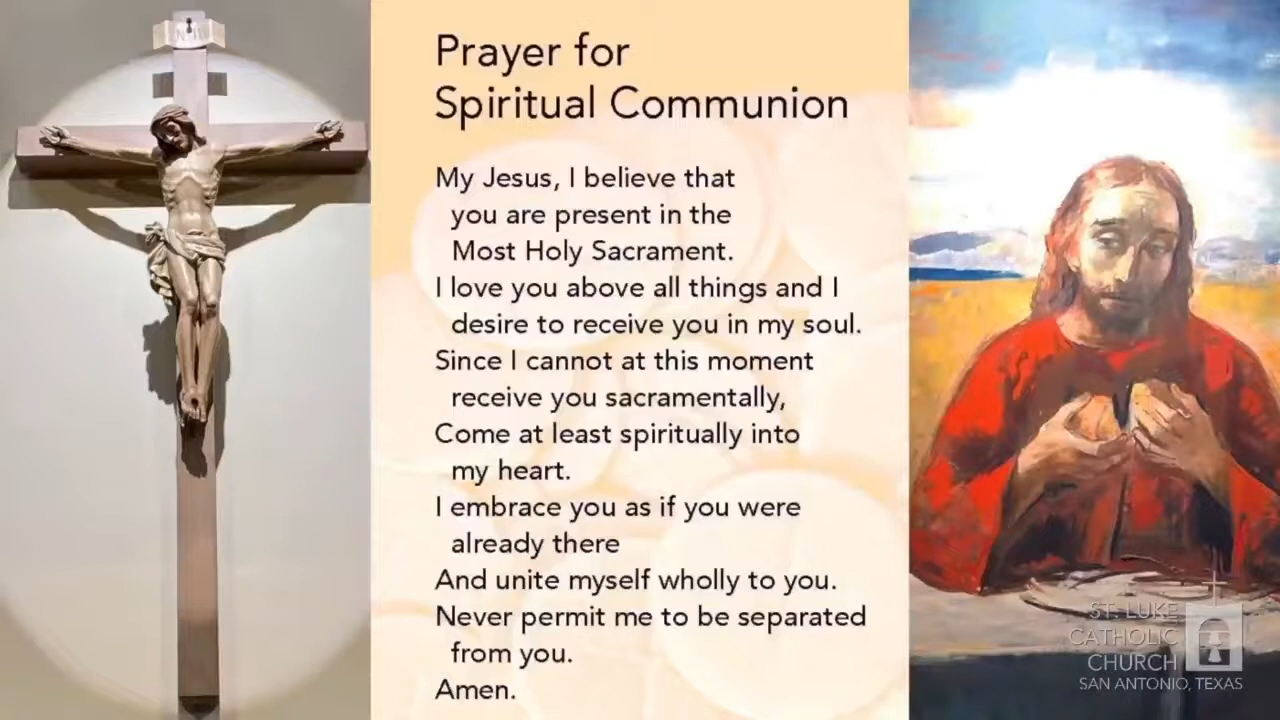 Prayer for
Spiritual Communion
My Jesus, I believe that
you are present in the
Most Holy Sacrament.
I love you above all things and I
desire to receive you in my soul.
Since I cannot at this moment
receive you sacramentally,
Come at least spiritually into
my heart.
I embrace you as if you were
already there
And unite myself wholly to you.
Never permit me to be separated
from you.
Amen.
ST. LUKE
CATHOLIC
CHURCH
SAN ANTONIO, TEXAS